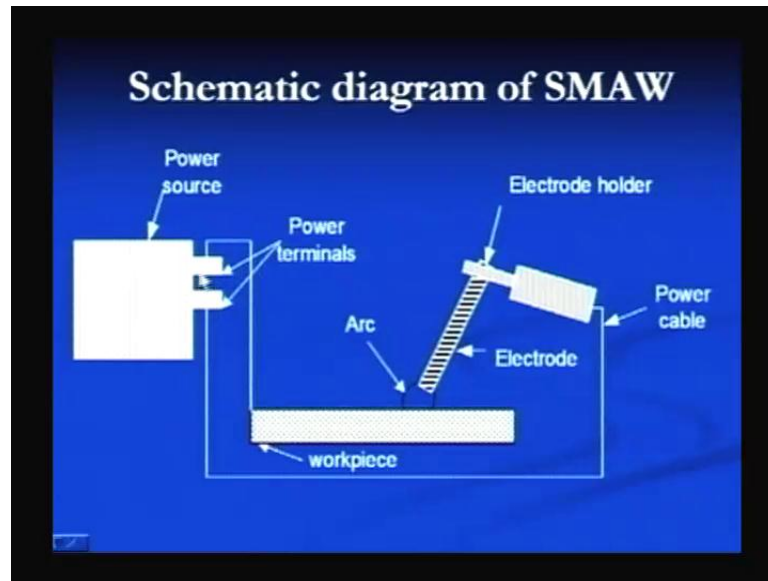 Schematic diagram of SMAW
Power
source
Electrode holder
Power
terminals
Power
cable
Arc
Electrode
workpiece